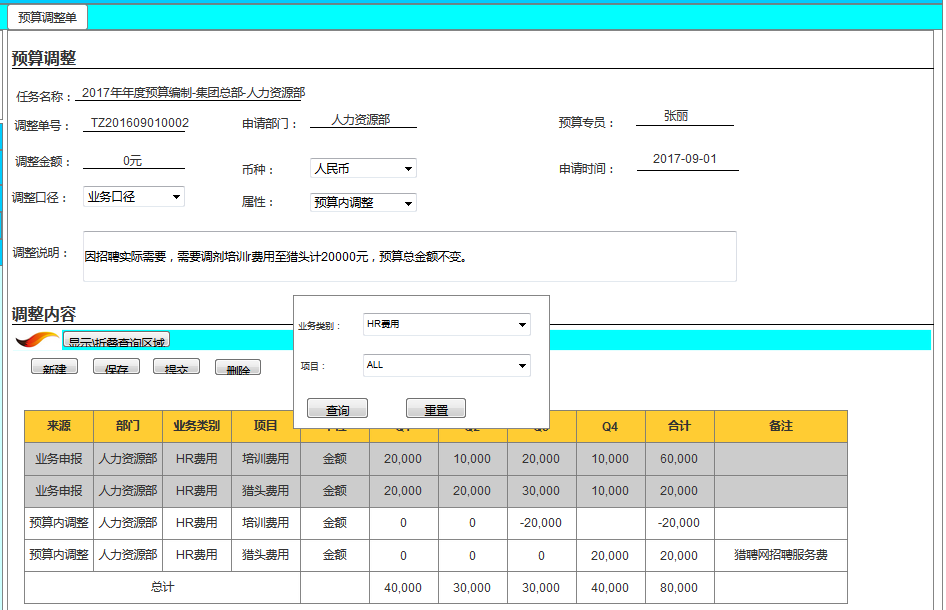 预算调整单
预算调整
任务名称： 2017年年度预算编制-集团总部-人力资源部
调整单号： TZ201609010002 申请部门： 人力资源部 预算专员： 张丽
调整金额： 0元 币种： 人民币 申请时间： 2017-09-01
调整口径： 业务口径 属性： 预算内调整
调整说明： 因招聘实际需要，需要调剂培训r费用至猎头计20000元，预算总金额不变。
调整内容
显示\折叠查询区域
业务类别： HR费用
项目： ALL
查询 重置
新建 保存 提交 删除
来源 部门 业务类别 项目 Q4 合计 备注
业务申报 人力资源部 HR费用 培训费用 金额 20,000 10,000 20,000 10,000 60,000
业务申报 人力资源部 HR费用 猎头费用 金额 20,000 20,000 30,000 10,000 20,000
预算内调整 人力资源部 HR费用 培训费用 金额 0 0 -20,000 -20,000
预算内调整 人力资源部 HR费用 猎头费用 金额 0 0 0 20,000 20,000 猎聘网招聘服务费
总计 40,000 30,000 30,000 40,000 80,000